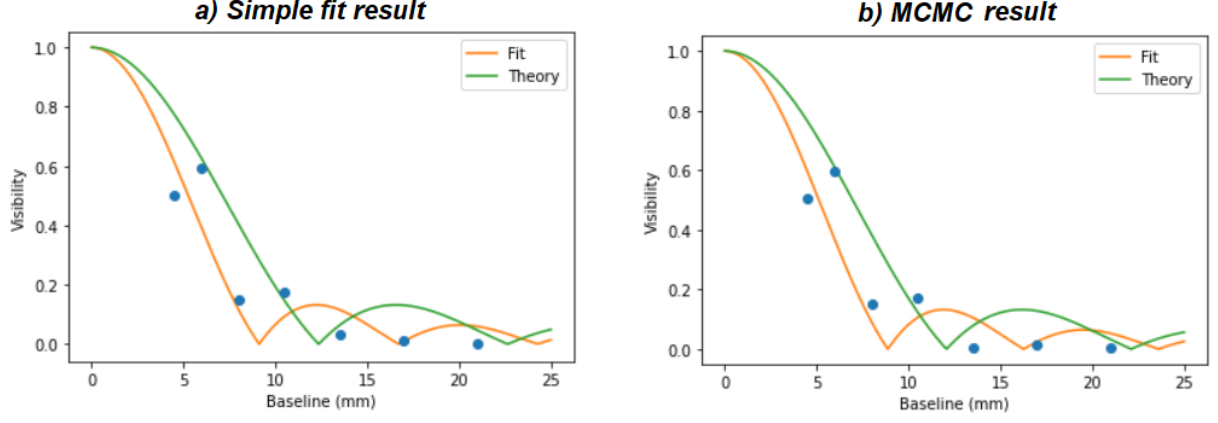 a) Simple fit result
1.0
0.8
0.6
0.4
0.2
0.0
Visibility
0 5 10 15 20 25
Baseline (mm)
Fit
Theory
b) MCMC result
1.0
0.8
0.6
0.4
0.2
0.0
Visibility
0 5 10 15 20 25
Baseline (mm)
Fit
Theory